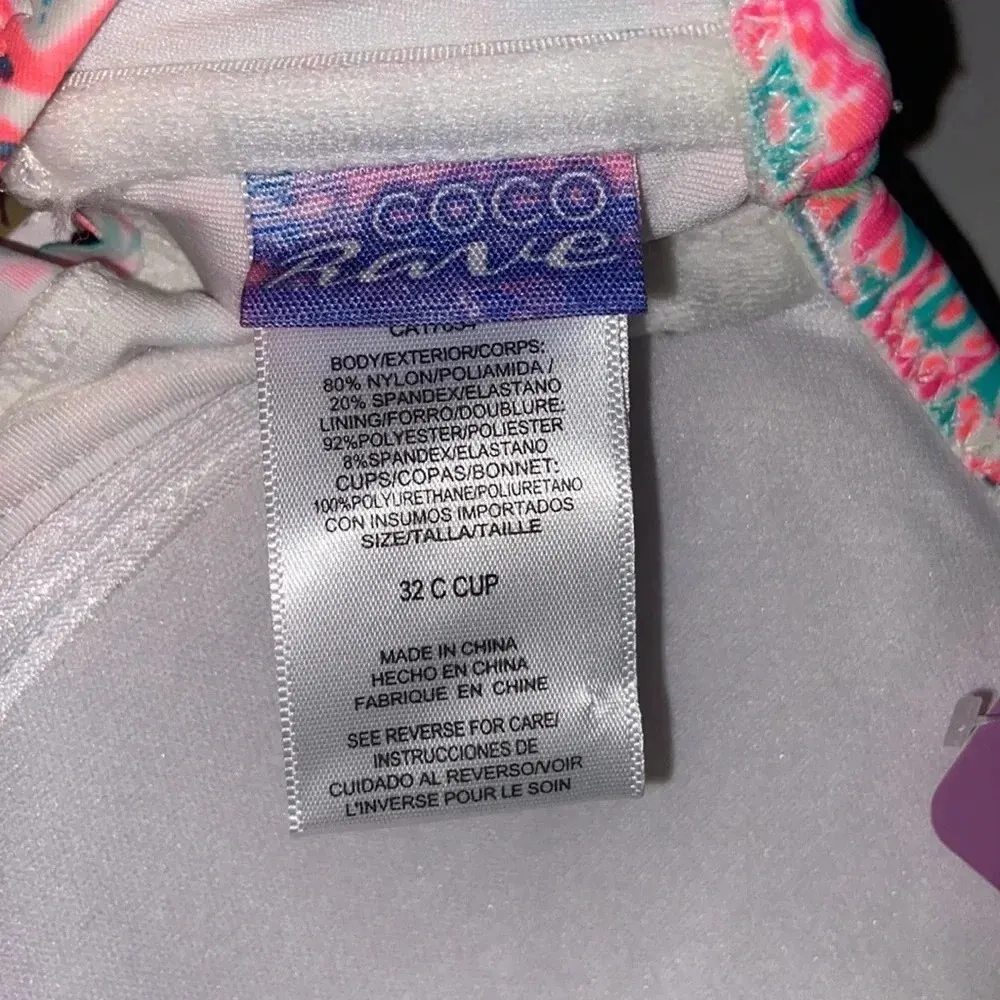 COCO
Rave
BODY/EXTERIOR/CORPS:
80% NYLON/POLIAMIDA /
20% SPANDEX/ELASTANO
LINING/FORRO/DOUBLURE:
92%POLYESTER/POLIESTER
8%SPANDEX/ELASTANO
CUPS/COPAS/BONNET:
100%POLYURETHANE/POLIURETANO
CON INSUMOS IMPORTADOS
SIZE/TALLA/TAILLE
32 C CUP
MADE IN CHINA
HECHO EN CHINA
FABRIQUE EN CHINE
SEE REVERSE FOR CARE/
INSTRUCCIONES DE
CUIDADO AL REVERSO/VOIR
L'INVERSE POUR LE SOIN